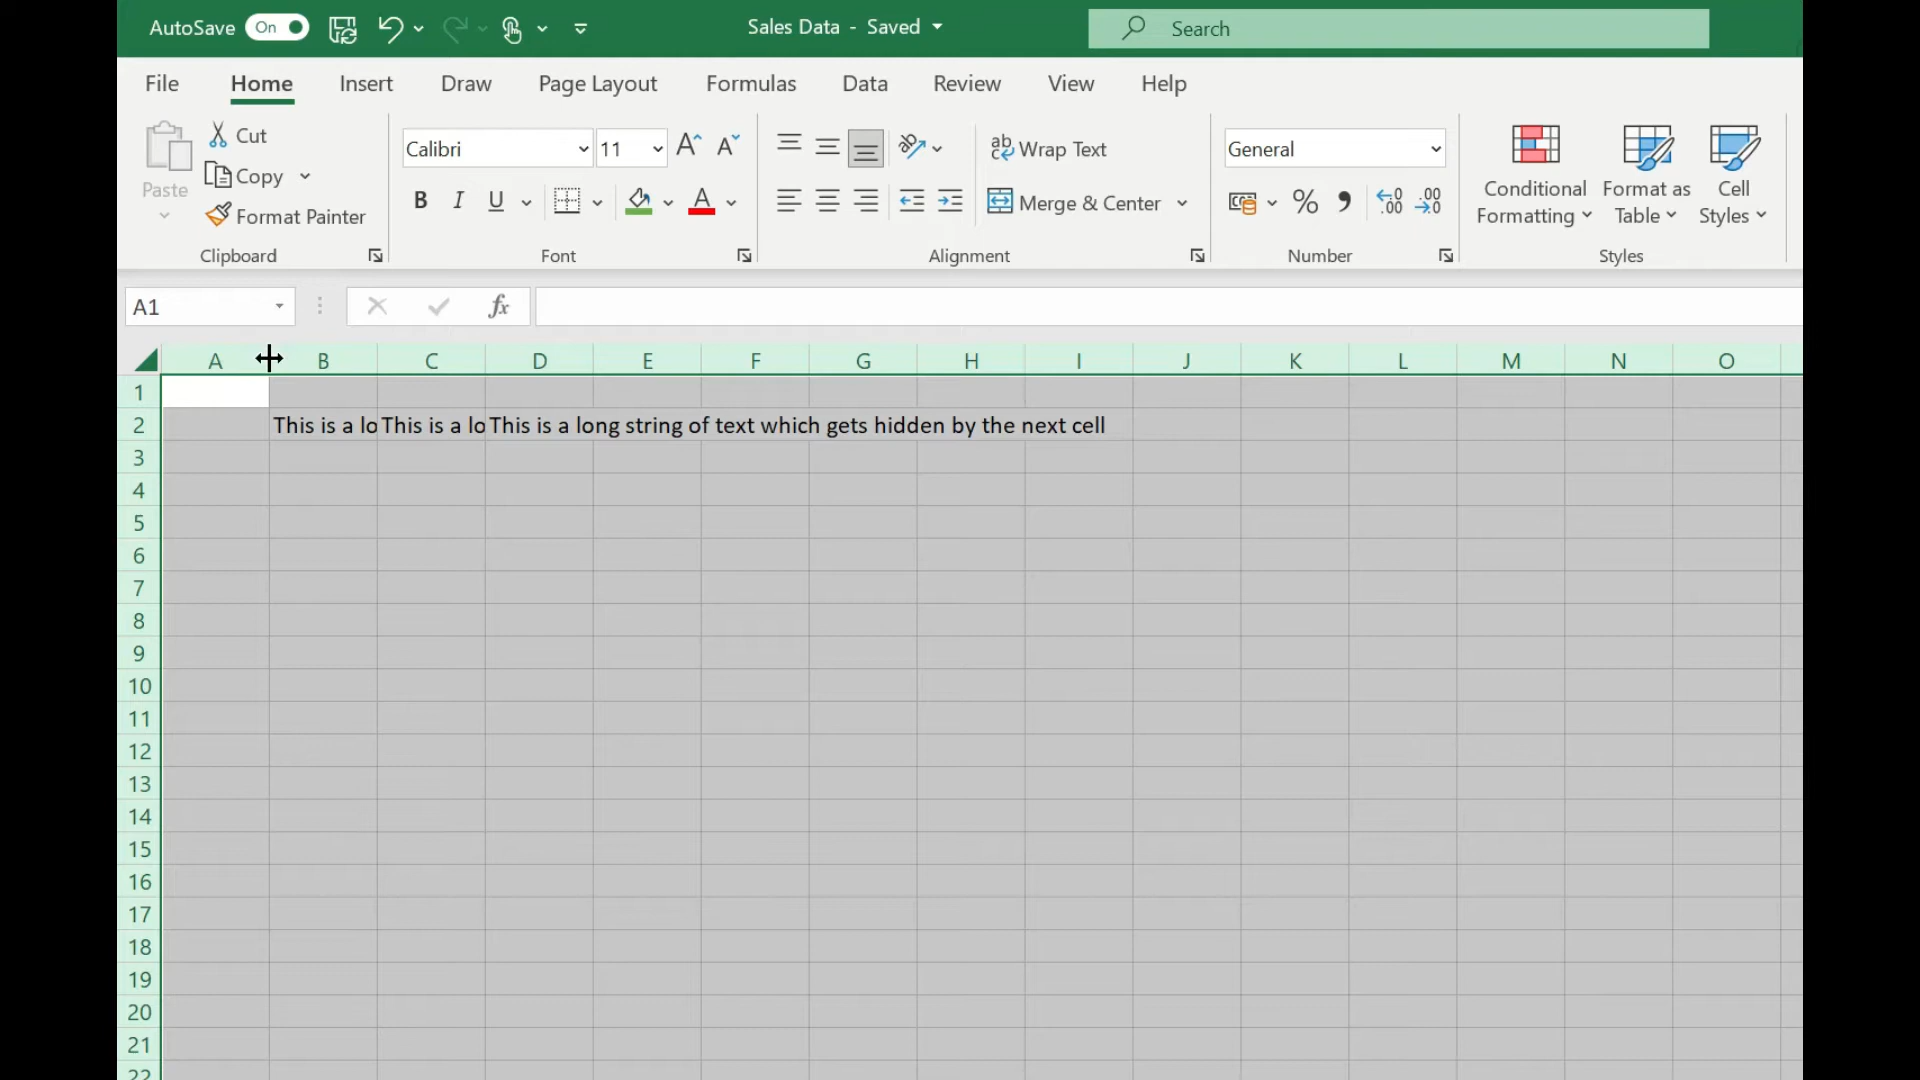 AutoSave On Sales Data - Saved Search
File Home Insert Draw Page Layout Formulas Data Review View Help
Paste
Cut
Copy
Format Painter
Clipboard
Calibri 11
B I U
Font
Wrap Text
Merge & Center
Alignment
General
Number
Conditional Formatting
Format as Table
Cell Styles
Styles
A1 fx
A B C D E F G H I J K L M N O
1
2 This is a lo This is a lo This is a long string of text which gets hidden by the next cell
3
4
5
6
7
8
9
10
11
12
13
14
15
16
17
18
19
20
21
22